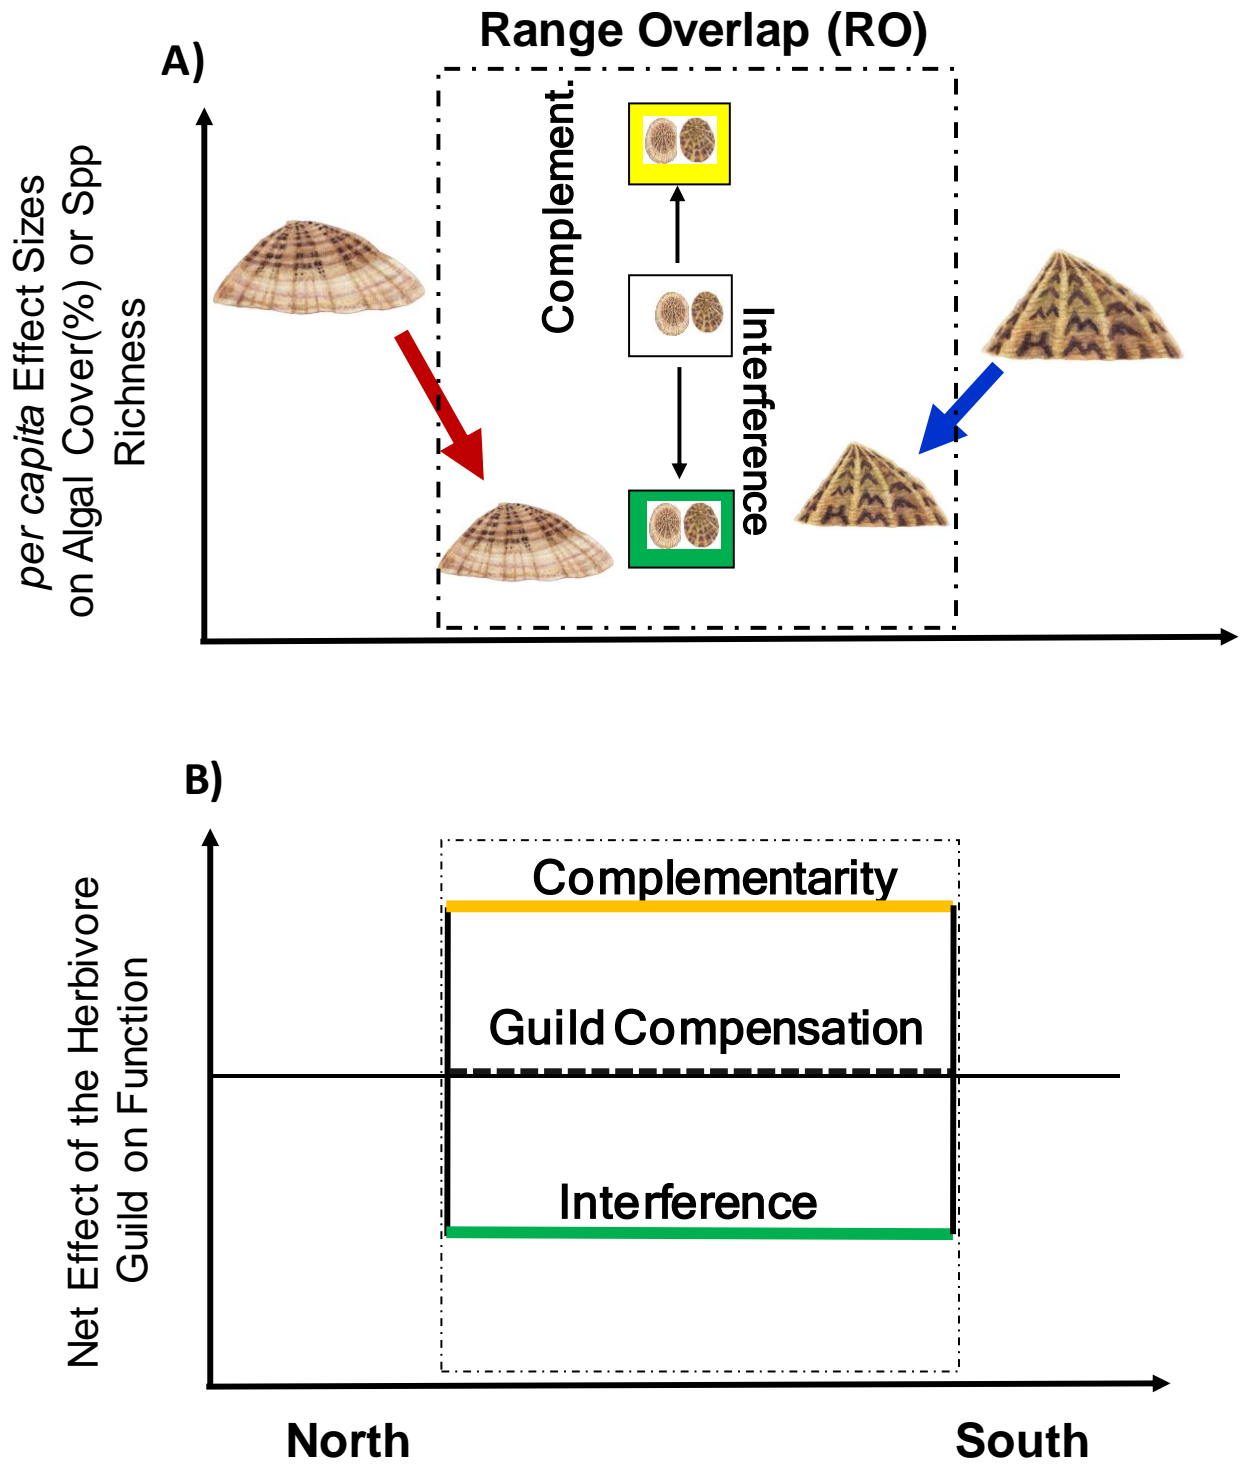 Range Overlap (RO)
A)
Complement.
Interference
per capita Effect Sizes
on Algal Cover(%) or Spp
Richness
B)
Complementarity
Guild Compensation
Interference
Net Effect of the Herbivore
Guild on Function
North
South